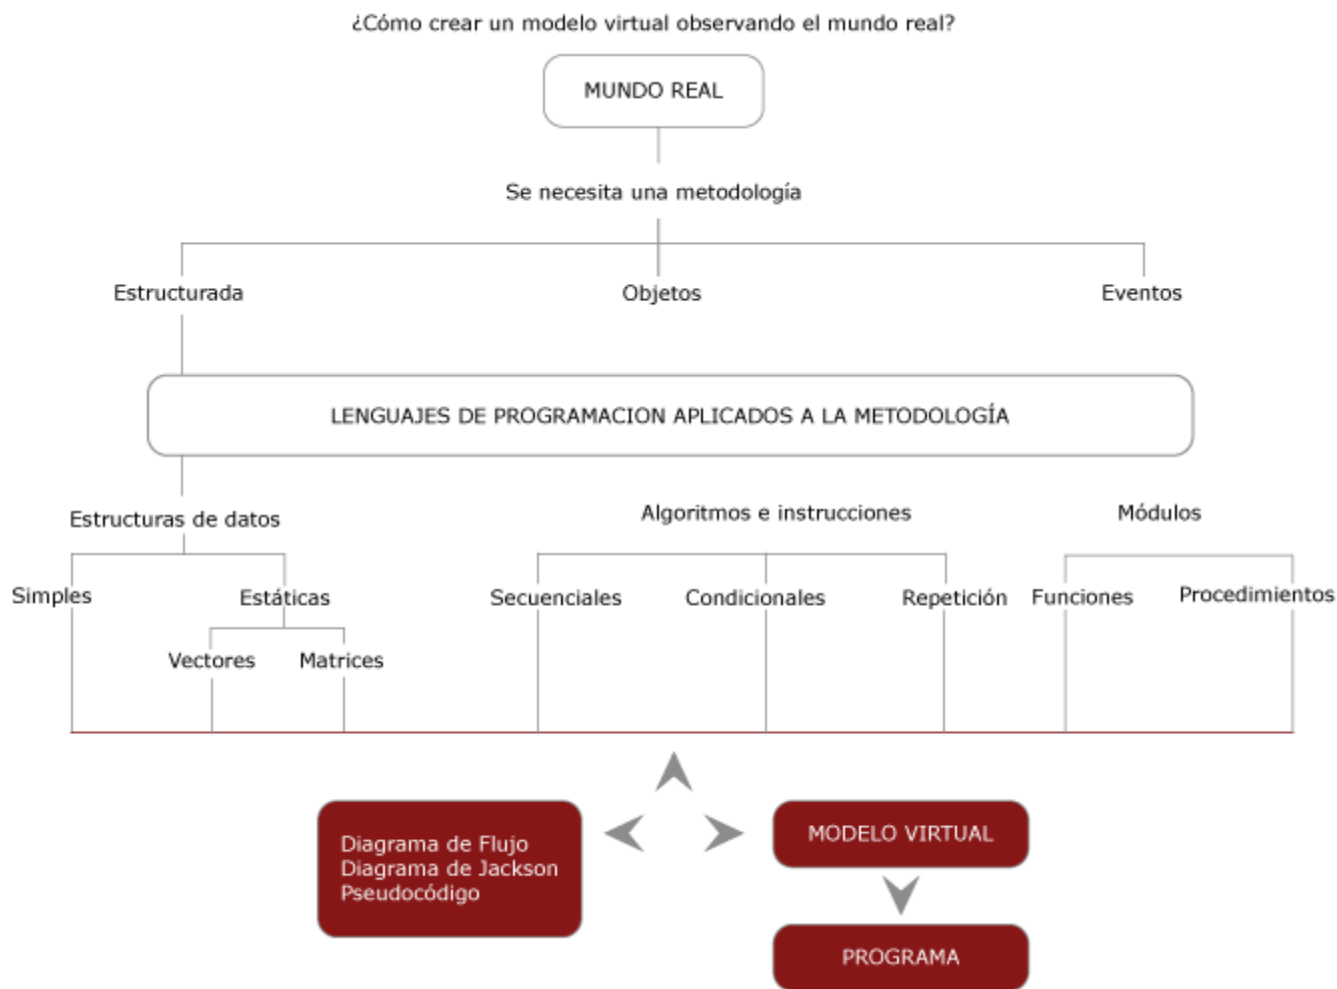 ¿Cómo crear un modelo virtual observando el mundo real?
MUNDO REAL
Se necesita una metodología
Estructurada
Objetos
Eventos
LENGUAJES DE PROGRAMACION APLICADOS A LA METODOLOGÍA
Estructuras de datos
Algoritmos e instrucciones
Módulos
Simples
Estáticas
Secuenciales
Condicionales
Repetición
Funciones
Procedimientos
Vectores
Matrices
Diagrama de Flujo
Diagrama de Jackson
Pseudocódigo
MODELO VIRTUAL
PROGRAMA